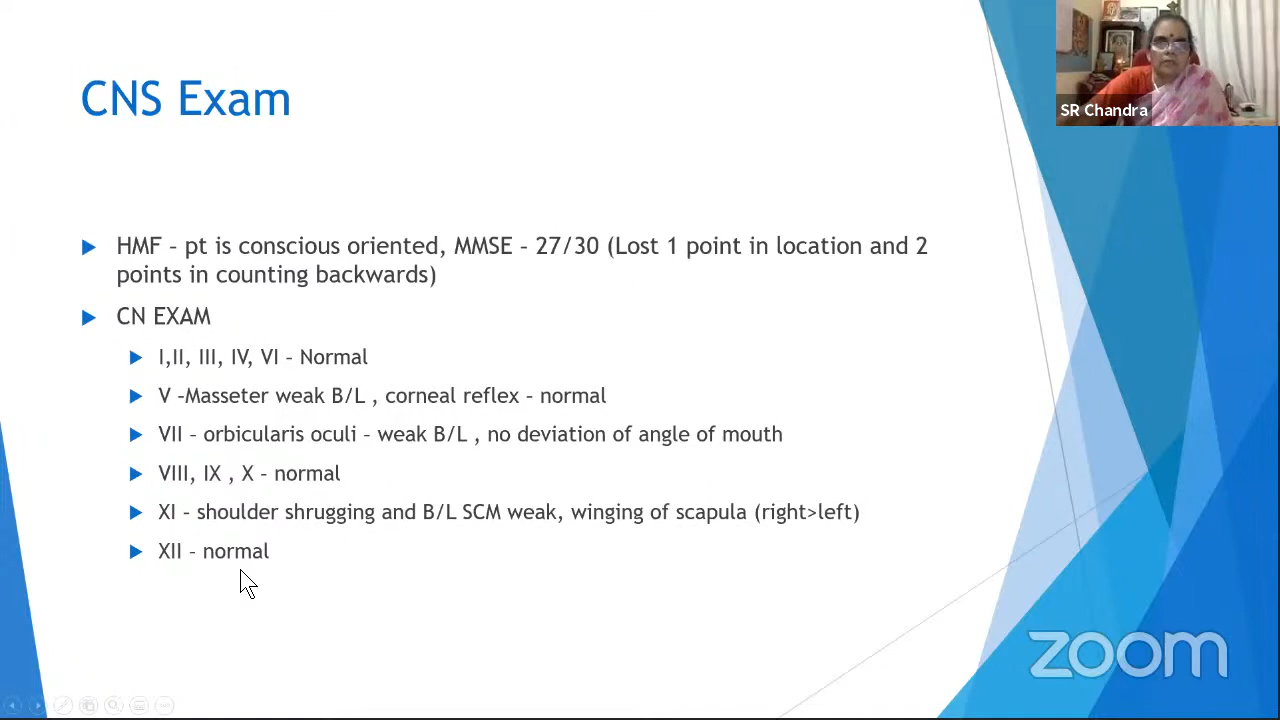 CNS Exam
SR Chandra
HMF – pt is conscious oriented, MMSE – 27/30 (Lost 1 point in location and 2
points in counting backwards)
CN EXAM
I,II, III, IV, VI – Normal
V –Masseter weak B/L , corneal reflex – normal
VII – orbicularis oculi – weak B/L , no deviation of angle of mouth
VIII, IX , X – normal
XI – shoulder shrugging and B/L SCM weak, winging of scapula (right>left)
XII – normal
zoom